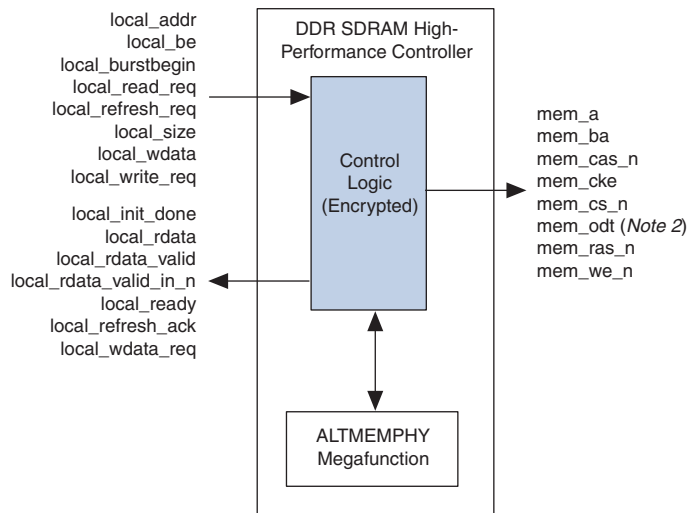 local_addr
local_be
local_burstbegin
local_read_req
local_refresh_req
local_size
local_wdata
local_write_req
local_init_done
local_rdata
local_rdata_valid
local_rdata_valid_in_n
local_ready
local_refresh_ack
local_wdata_req
DDR SDRAM High-
Performance Controller
Control
Logic
(Encrypted)
ALTMEMPHY
Megafunction
mem_a
mem_ba
mem_cas_n
mem_cke
mem_cs_n
mem_odt (Note 2)
mem_ras_n
mem_we_n